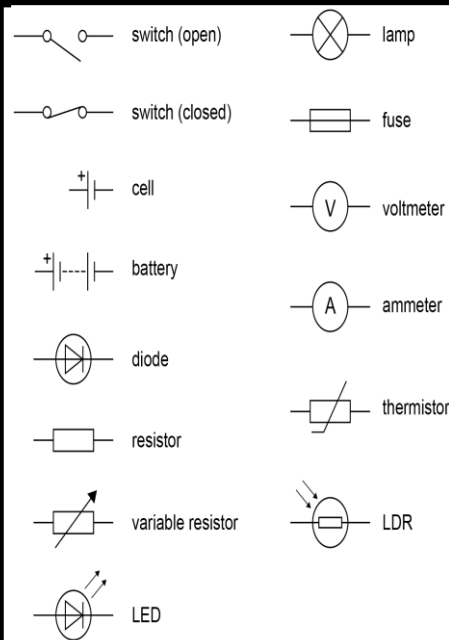 switch (open)
switch (closed)
+
cell
+
battery
diode
resistor
variable resistor
LED
lamp
fuse
V
voltmeter
A
ammeter
thermistor
LDR